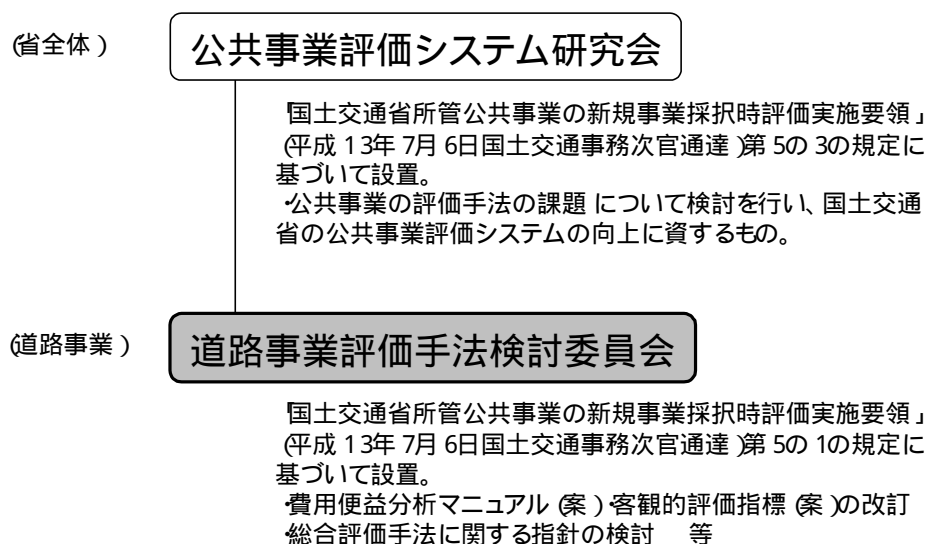 (省全体)
公共事業評価システム研究会
「国土交通省所管公共事業の新規事業採択時評価実施要領」
(平成13年7月6日国土交通事務次官通達)第5の3の規定に
基づいて設置。
・公共事業の評価手法の課題 について検討を行い、国土交通
省の公共事業評価システムの向上に資するもの。
(道路事業)
道路事業評価手法検討委員会
「国土交通省所管公共事業の新規事業採択時評価実施要領」
(平成13年7月6日国土交通事務次官通達)第5の1の規定に
基づいて設置。
・費用便益分析マニュアル(案)・客観的評価指標(案)の改訂
・総合評価手法に関する指針の検討 等